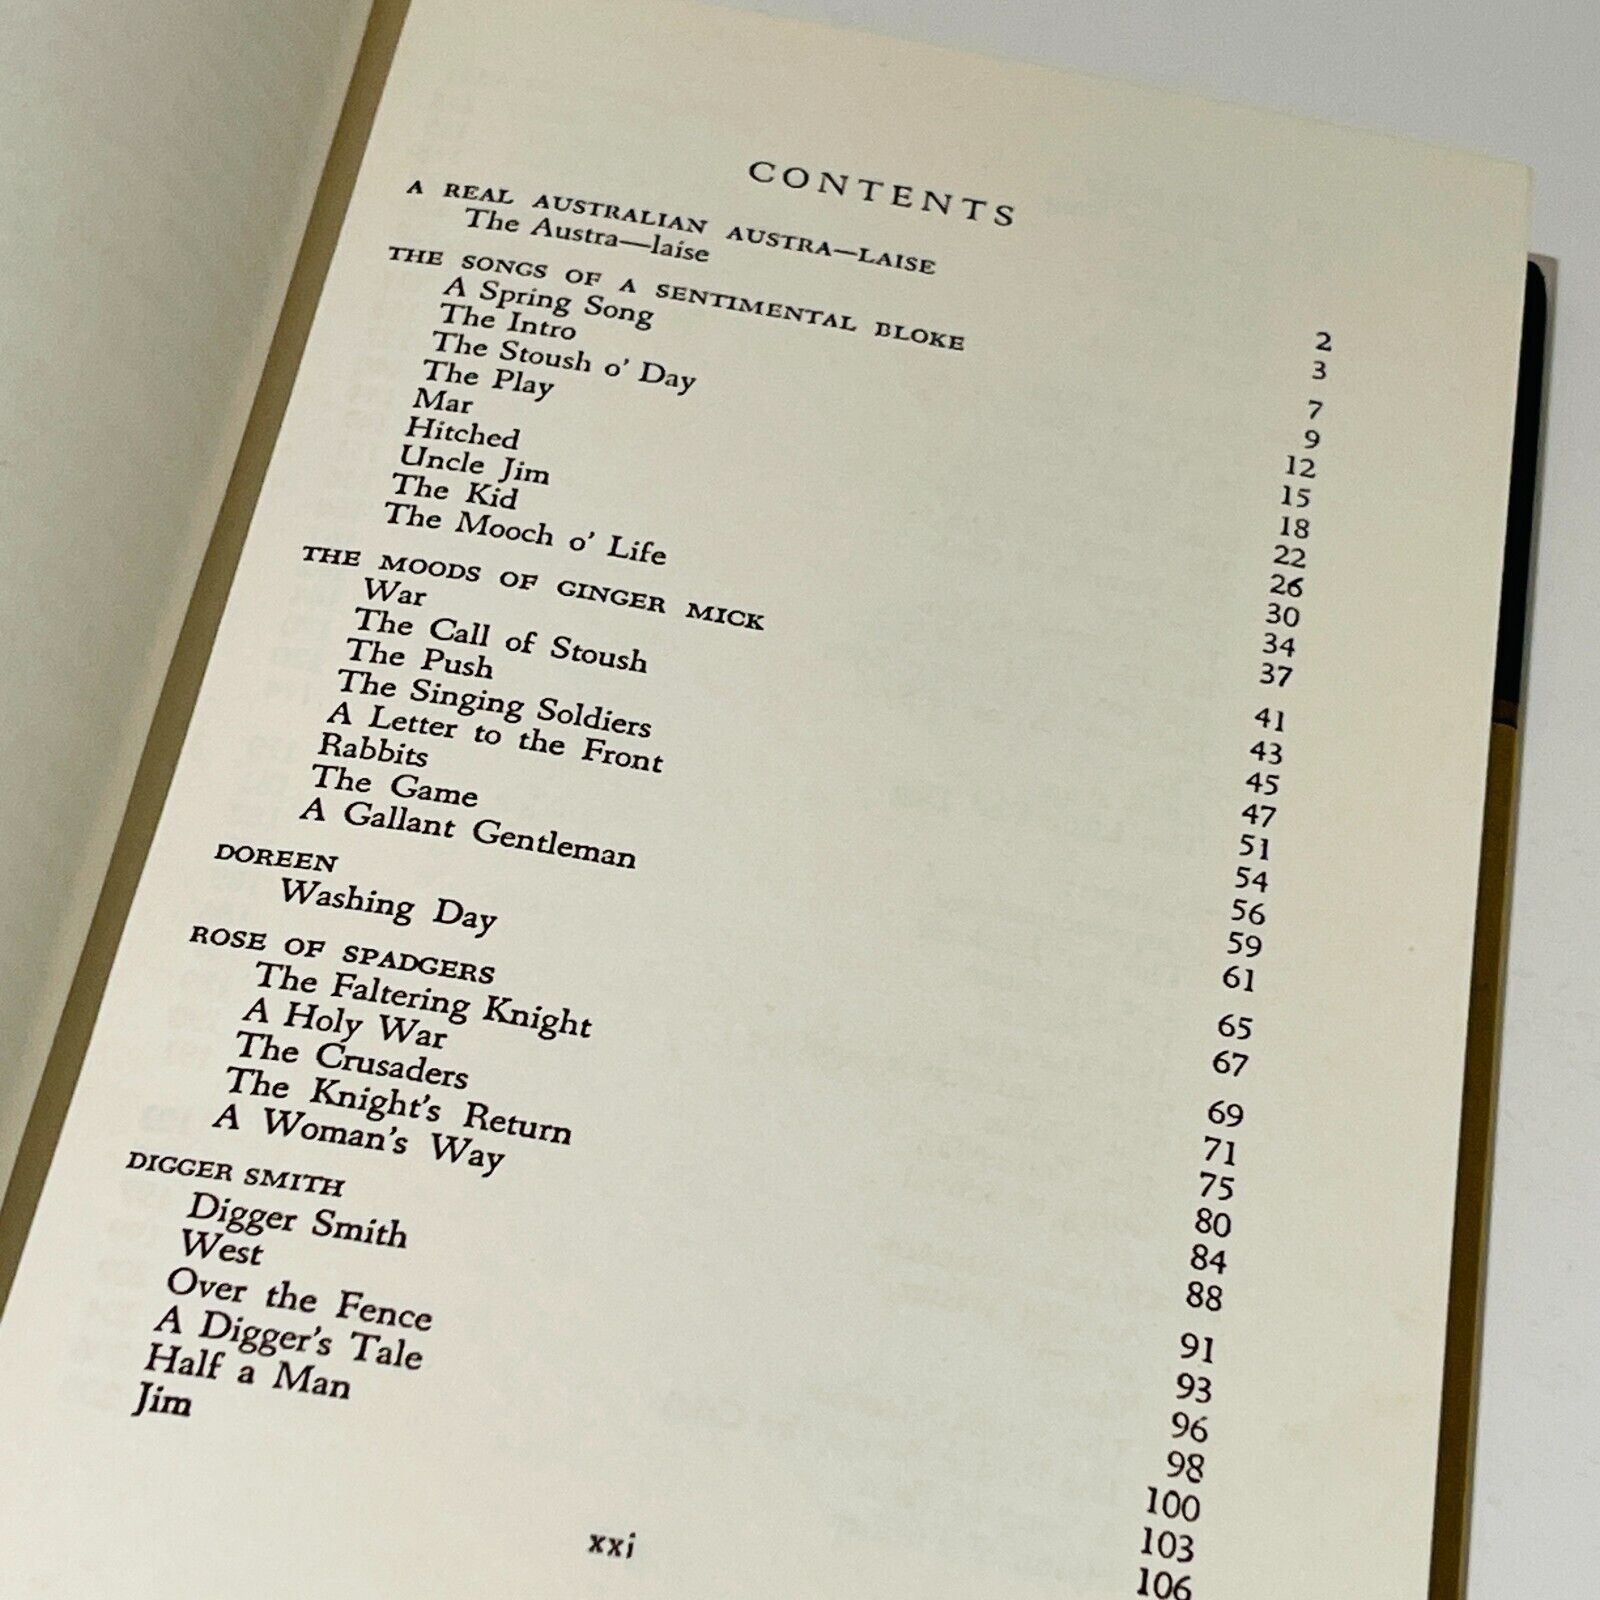 CONTENTS
A REAL AUSTRALIAN AUSTRA—LAISE 2
The Austra—laise 3
THE SONGS OF A SENTIMENTAL BLOKE 7
A Spring Song 9
The Intro 12
The Stoush o' Day 15
The Play 18
Mar 22
Hitched 26
Uncle Jim 30
The Kid 34
The Mooch o' Life 37
THE MOODS OF GINGER MICK 41
War 43
The Call of Stoush 45
The Push 47
The Singing Soldiers 51
A Letter to the Front 54
Rabbits 56
The Game 59
A Gallant Gentleman 61
DOREEN 65
Washing Day 67
ROSE OF SPADGERS 69
The Faltering Knight 71
A Holy War 75
The Crusaders 80
The Knight's Return 84
A Woman's Way 88
DIGGER SMITH 91
Digger Smith 93
West 96
Over the Fence 98
A Digger's Tale 100
Half a Man 103
Jim 106
xxi